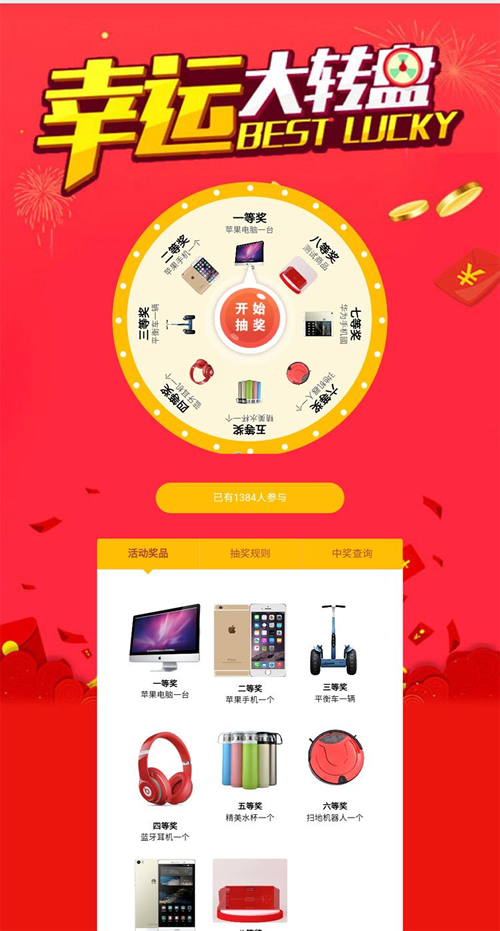 幸运大转盘
BEST LUCKY
一等奖
苹果电脑一台
二等奖
苹果手机一个
八等奖
测试商品
三等奖
平衡车一辆
开始
抽奖
七等奖
华为手机圆
四等奖
蓝牙耳机一个
六等奖
扫地机器人一个
五等奖
精美水杯一个
已有1384人参与
活动奖品
抽奖规则
中奖查询
一等奖
苹果电脑一台
二等奖
苹果手机一个
三等奖
平衡车一辆
四等奖
蓝牙耳机一个
五等奖
精美水杯一个
六等奖
扫地机器人一个